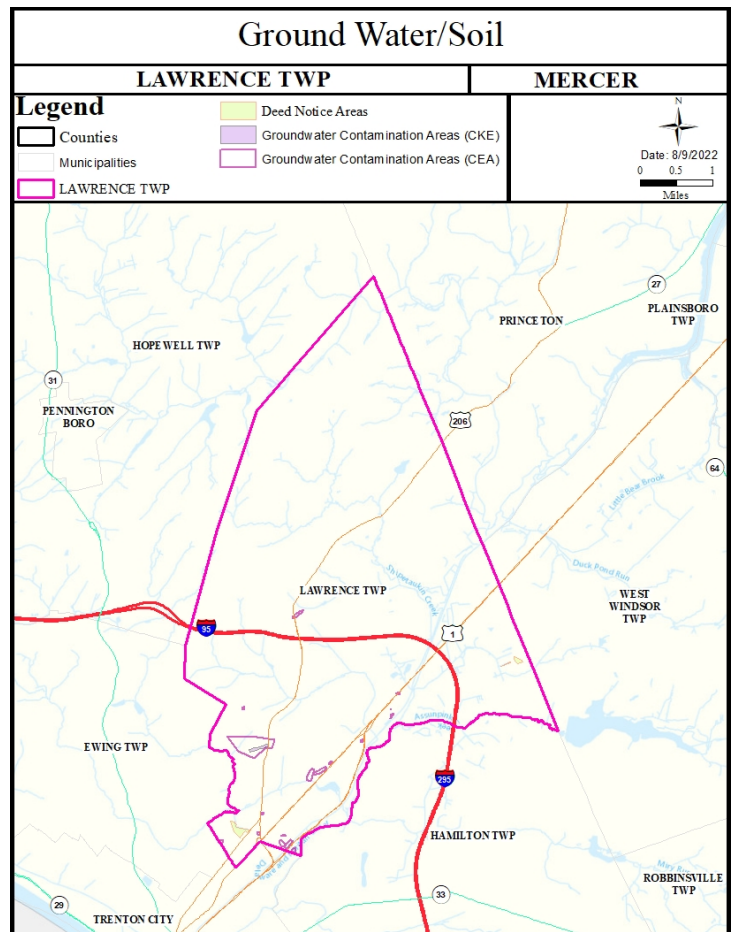 Ground Water/Soil
LAWRENCE TWP
MERCER
Legend
Counties
Municipalities
LAWRENCE TWP
Deed Notice Areas
Groundwater Contamination Areas (CKE)
Groundwater Contamination Areas (CEA)
N
Date: 8/9/2022
0 0.5 1
Miles
27
PLAINSBORO
TWP
PRINCETON
HOPEWELL TWP
31
PENNINGTON
BORO
206
64
Little Bear Brook
Duck Pond Run
Shipetaukin Creek
LAWRENCE TWP
WEST
WINDSOR
TWP
95
1
EWING TWP
295
HAMILTON TWP
ROBBINSVILLE
TWP
33
29
TRENTON CITY